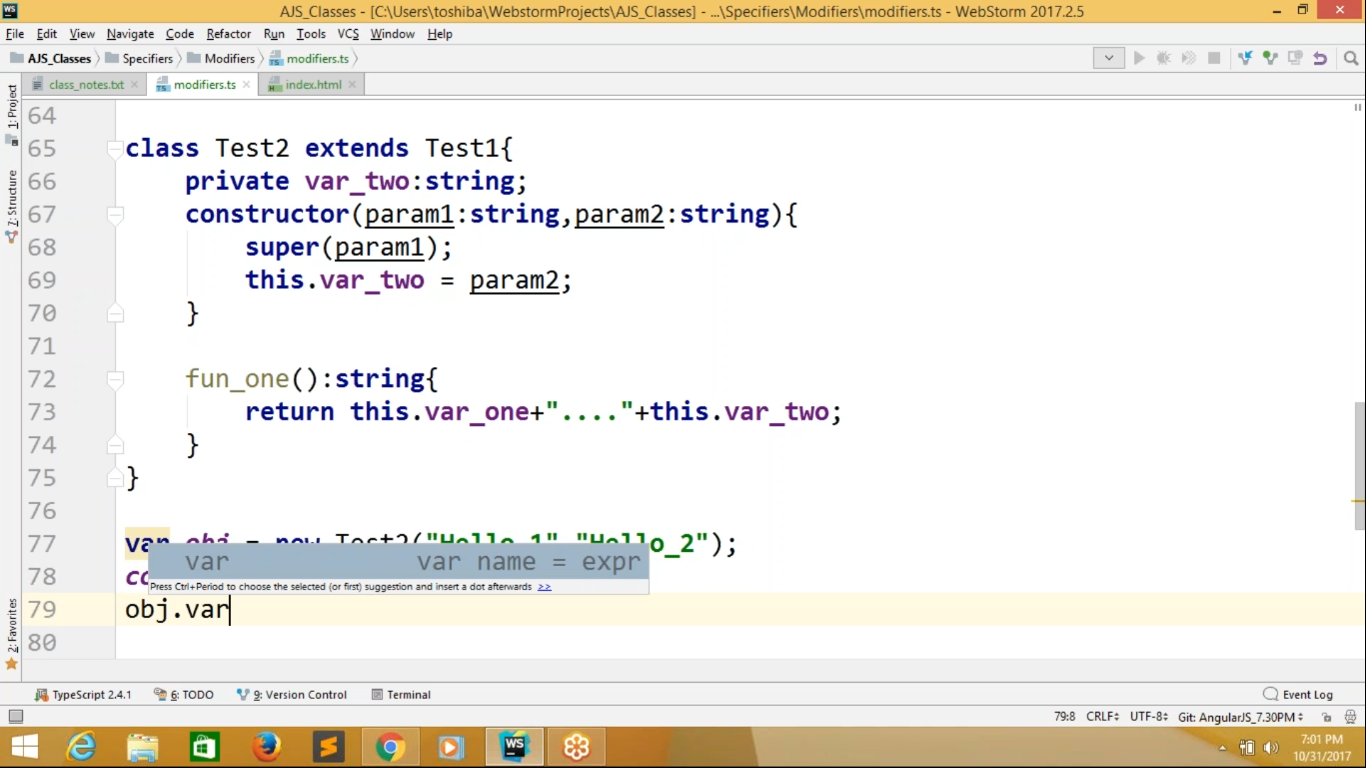 AJS_Classes - [C:\Users\toshiba\WebstormProjects\AJS_Classes] - ...\Specifiers\Modifiers\modifiers.ts - WebStorm 2017.2.5
File Edit View Navigate Code Refactor Run Tools VCS Window Help
AJS_Classes Specifiers Modifiers modifiers.ts
class_notes.txt modifiers.ts index.html
1: Project
7: Structure
2: Favorites
64
65 class Test2 extends Test1{
66 private var_two:string;
67 constructor(param1:string,param2:string){
68 super(param1);
69 this.var_two = param2;
70 }
71
72 fun_one():string{
73 return this.var_one+"...."+this.var_two;
74 }
75 }
76
77 var obj = new Test2("Hello_1","Hello_2");
var var name = expr
78 co
Press Ctrl+Period to choose the selected (or first) suggestion and insert a dot afterwards >>
79 obj.var
80
TypeScript 2.4.1 6: TODO 9: Version Control Terminal Event Log
79:8 CRLF UTF-8 Git: AngularJS_7.30PM
WS
7:01 PM
10/31/2017